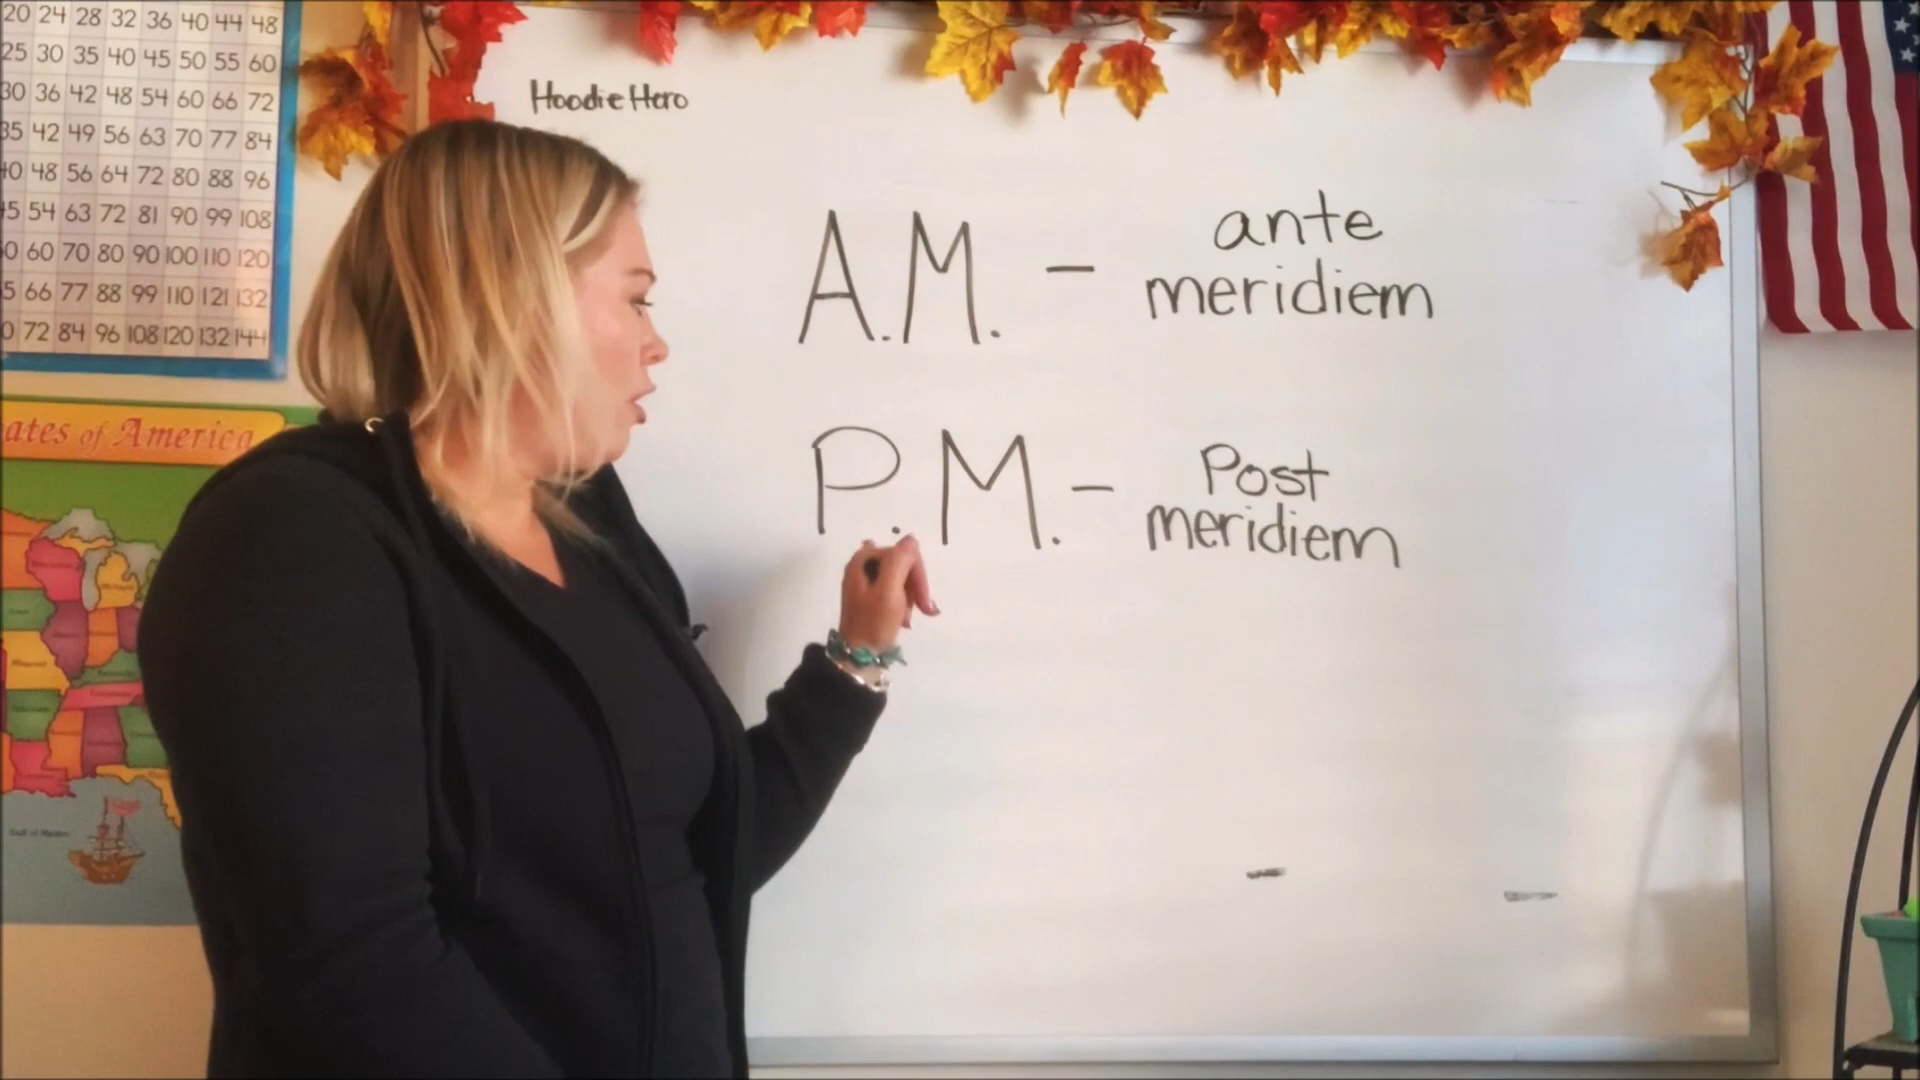 20 24 28 32 36 40 44 48
25 30 35 40 45 50 55 60
30 36 42 48 54 60 66 72
35 42 49 56 63 70 77 84
40 48 56 64 72 80 88 96
45 54 63 72 81 90 99 108
0 60 70 80 90 100 110 120
5 66 77 88 99 110 121 132
0 72 84 96 108 120 132 144
ates of America
Gulf of Mexico
Hoodie Hero
A.M. - ante
meridiem
P.M. - Post
meridiem